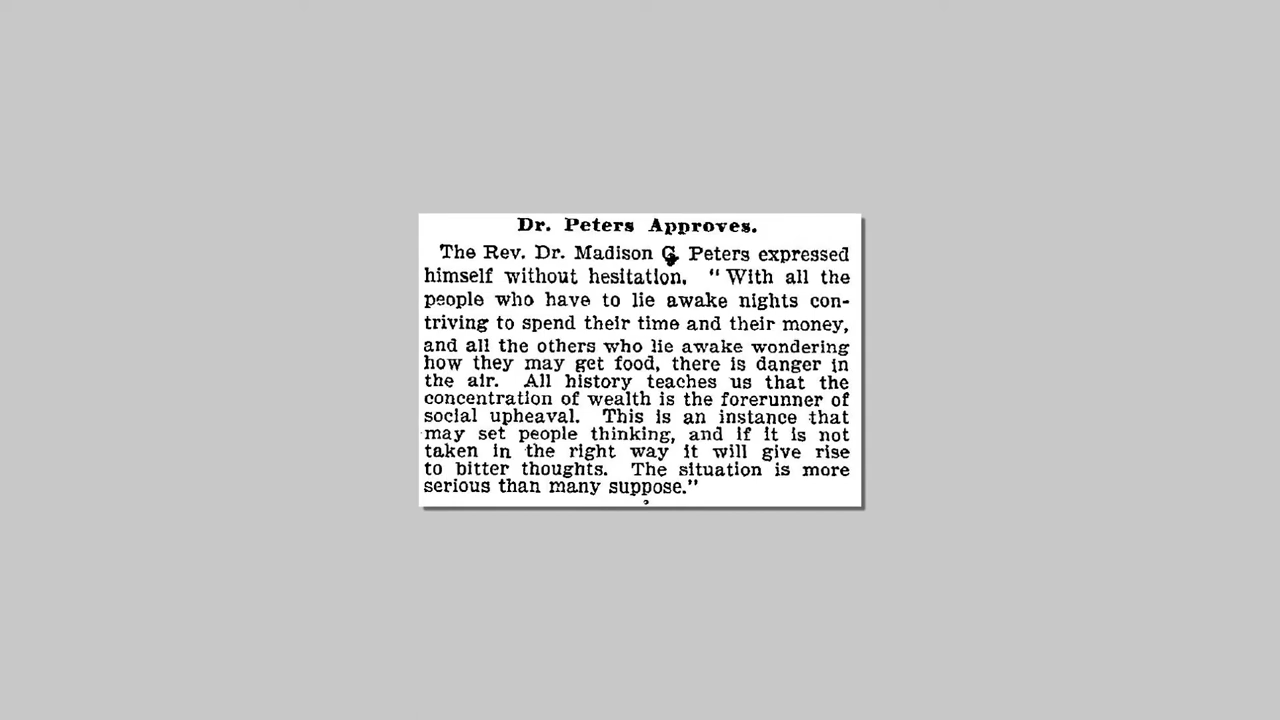 Dr. Peters Approves.
The Rev. Dr. Madison C. Peters expressed
himself without hesitation. "With all the
people who have to lie awake nights con-
triving to spend their time and their money,
and all the others who lie awake wondering
how they may get food, there is danger in
the air. All history teaches us that the
concentration of wealth is the forerunner of
social upheaval. This is an instance that
may set people thinking, and if it is not
taken in the right way it will give rise
to bitter thoughts. The situation is more
serious than many suppose."